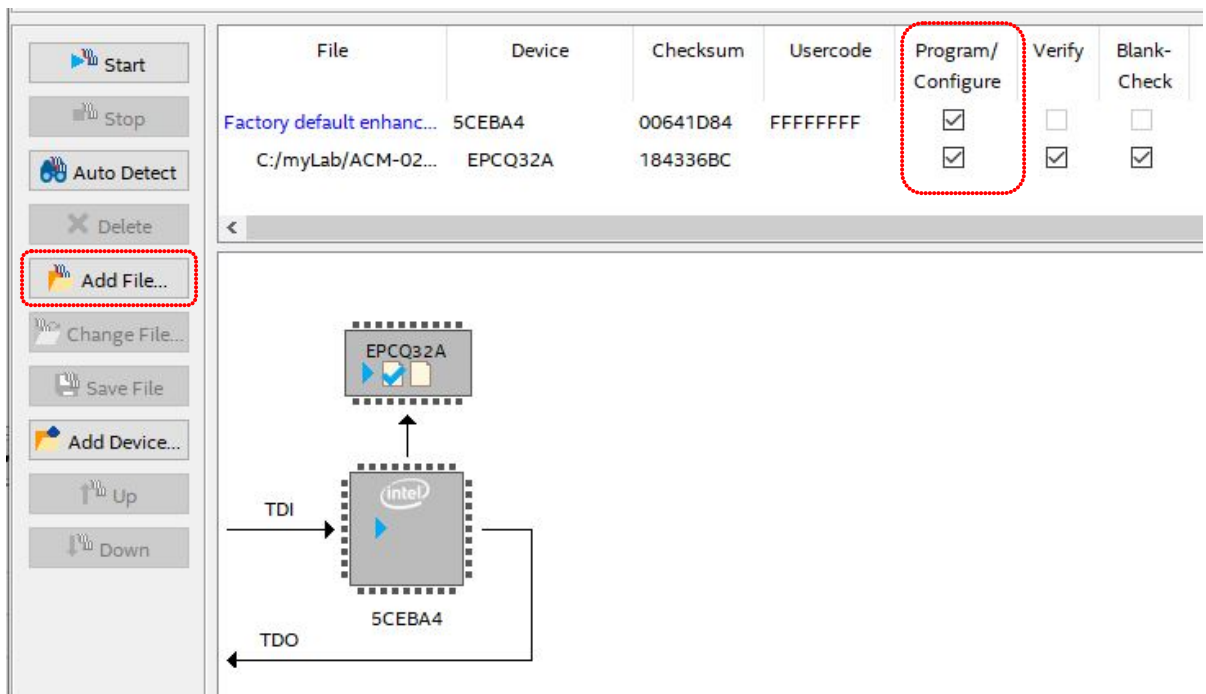 Start
Stop
Auto Detect
Delete
Add File...
Change File...
Save File
Add Device...
Up
Down
File Device Checksum Usercode Program/ Configure Verify Blank- Check
Factory default enhanc... 5CEBA4 00641D84 FFFFFFFF
C:/myLab/ACM-02... EPCQ32A 184336BC
EPCQ32A
intel
TDI
5CEBA4
TDO